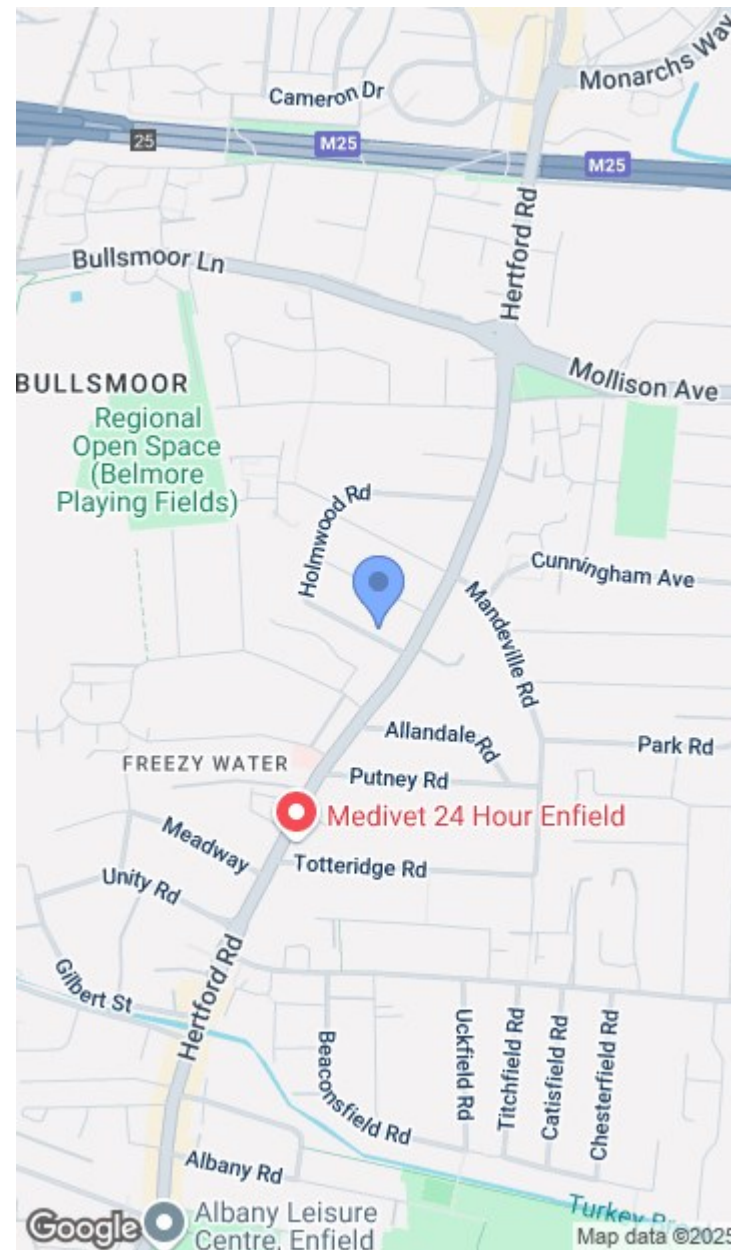 Monarchs Way
Cameron Dr
25
M25
M25
Hertford Rd
Bullsmoor Ln
Mollison Ave
BULLSMOOR
Regional
Open Space
(Belmore
Playing Fields)
Holmwood Rd
Cunningham Ave
Mandeville Rd
Allandale Rd
Park Rd
FREEZY WATER
Putney Rd
Medivet 24 Hour Enfield
Meadway
Totteridge Rd
Unity Rd
Gilbert St
Hertford Rd
Beaconsfield Rd
Uckfield Rd
Titchfield Rd
Catisfield Rd
Chesterfield Rd
Albany Rd
Albany Leisure
Centre, Enfield
Turkey
Google
Map data ©2025